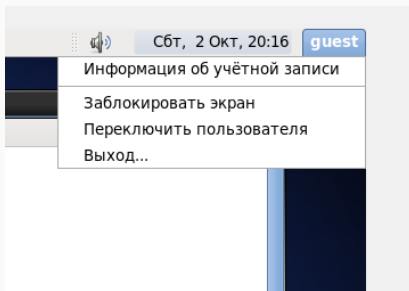 Сбт, 2 Окт, 20:16 guest
Информация об учётной записи
Заблокировать экран
Переключить пользователя
Выход...